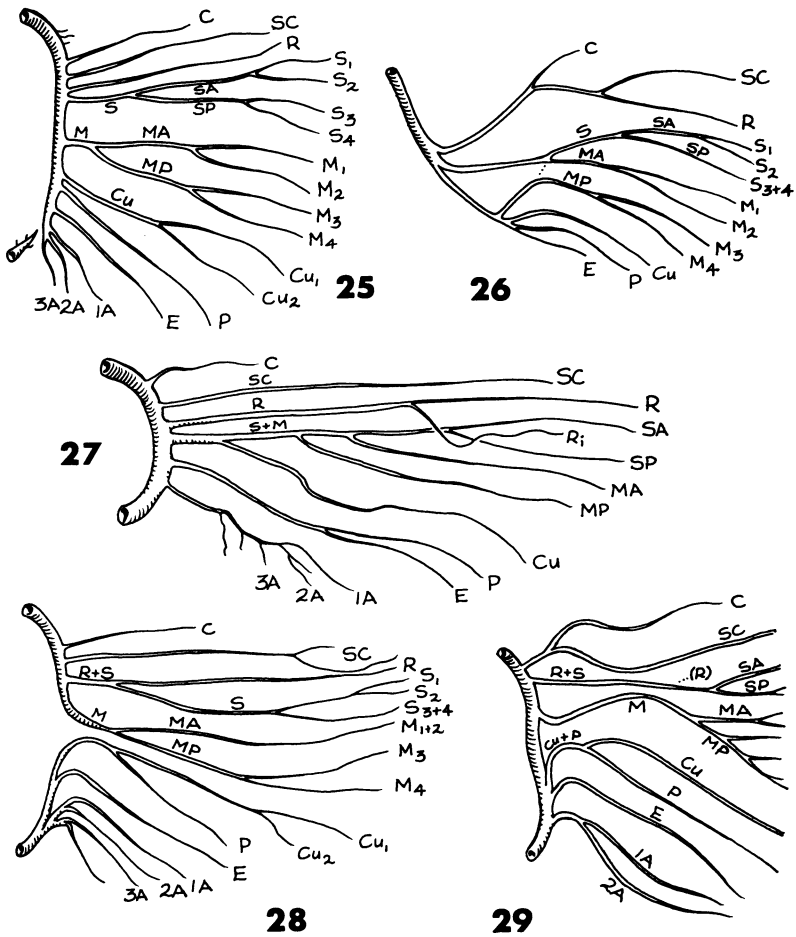 C
SC
R
S1
SA
S2
S
SP
S3
S4
M
MA
M1
MP
M2
Cu
M3
M4
Cu1
Cu2
3A 2A 1A
E
P
25
C
SC
R
S
SA
S1
MA
SP
S2
S3+4
MP
M1
M2
M3
M4
Cu
P
E
26
C
SC
SC
R
R
S+M
SA
Ri
SP
MA
MP
Cu
P
E
3A
2A
1A
27
C
SC
R
R+S
S1
S
S2
S3+4
M
MA
M1+2
MP
M3
M4
Cu1
Cu2
P
E
3A 2A 1A
28
C
SC
R+S
...(R)
SA
SP
M
MA
Cu+P
MP
Cu
P
E
1A
2A
29